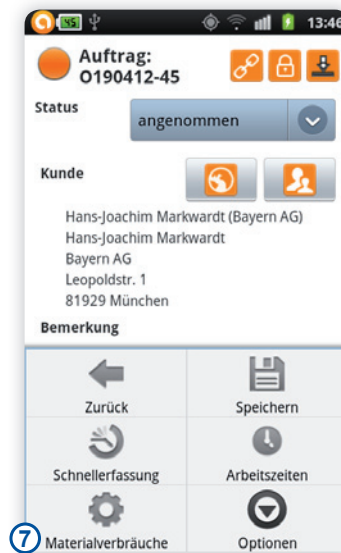 45 13:46
Auftrag:
O190412-45
Status
angenommen
Kunde
Hans-Joachim Markwardt (Bayern AG)
Hans-Joachim Markwardt
Bayern AG
Leopoldstr. 1
81929 München
Bemerkung
Zurück Speichern
Schnellerfassung Arbeitszeiten
7 Materialverbräuche Optionen